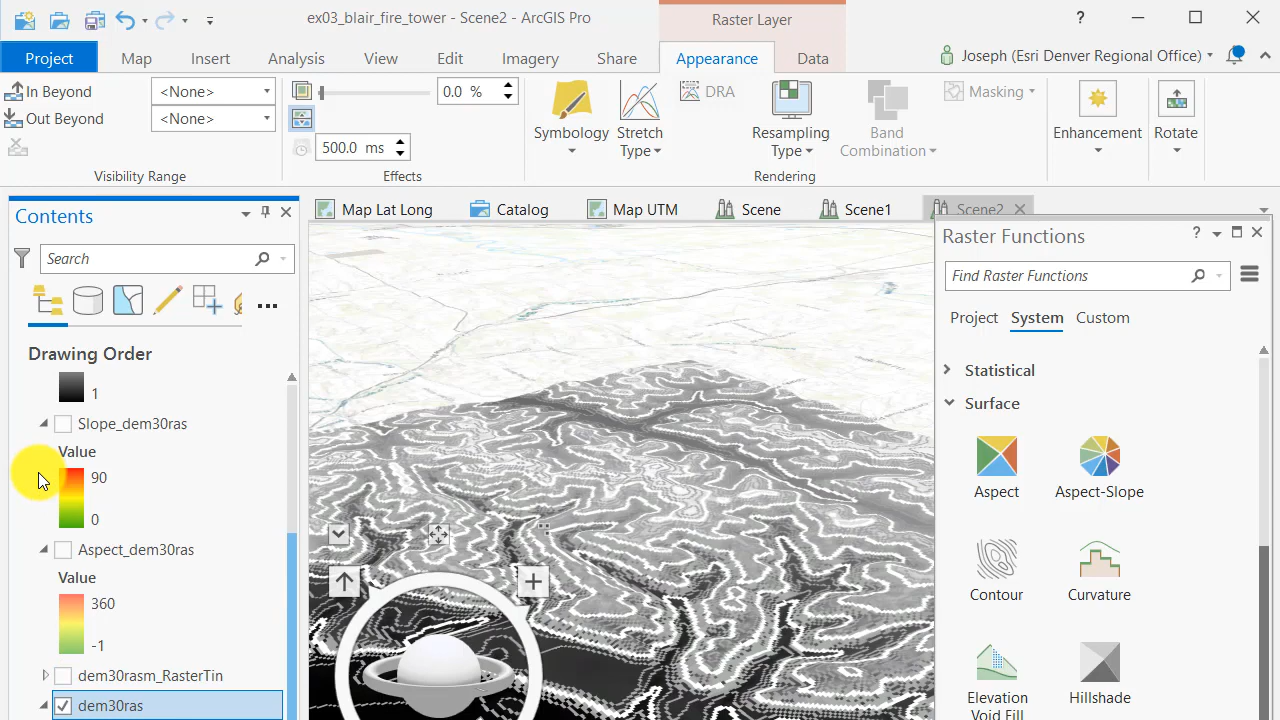 ex03_blair_fire_tower - Scene2 - ArcGIS Pro
Raster Layer
?
Project
Map
Insert
Analysis
View
Edit
Imagery
Share
Appearance
Data
Joseph (Esri Denver Regional Office)
In Beyond
<None>
Out Beyond
<None>
Visibility Range
0.0 %
500.0 ms
Effects
Symbology
Stretch
Type
DRA
Resampling
Type
Band
Combination
Masking
Rendering
Enhancement
Rotate
Contents
Map Lat Long
Catalog
Map UTM
Scene
Scene1
Scene2
Search
Drawing Order
1
Slope_dem30ras
Value
90
0
Aspect_dem30ras
Value
360
-1
dem30rasm_RasterTin
dem30ras
Raster Functions
?
Find Raster Functions
Project
System
Custom
Statistical
Surface
Aspect
Aspect-Slope
Contour
Curvature
Elevation
Void Fill
Hillshade